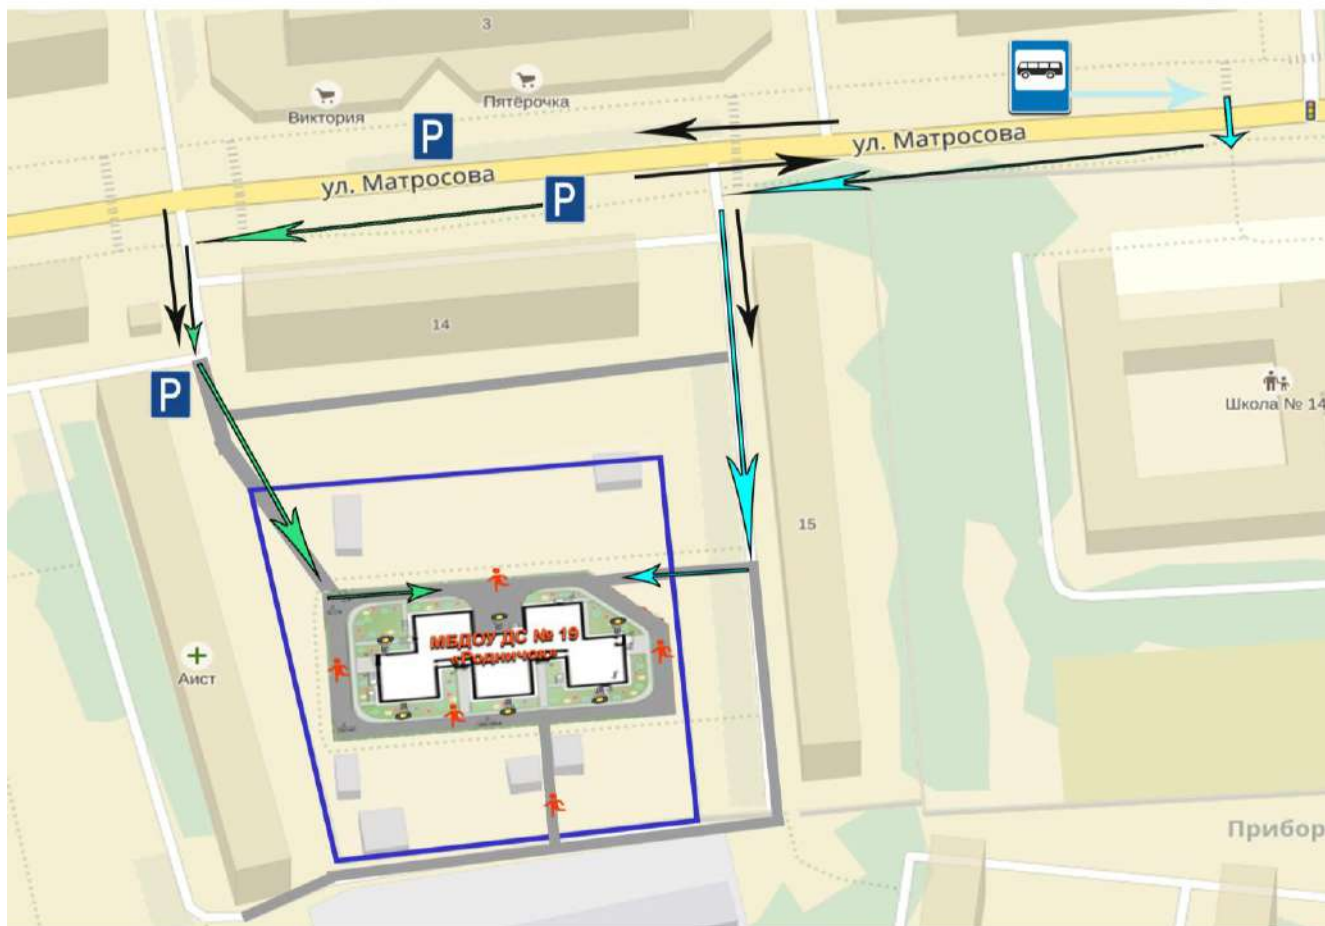 3
Виктория
Пятёрочка
P
ул. Матросова
ул. Матросова
P
14
P
15
Школа № 14
МБДОУ ДС № 19
«Родничок»
Аист
Прибор